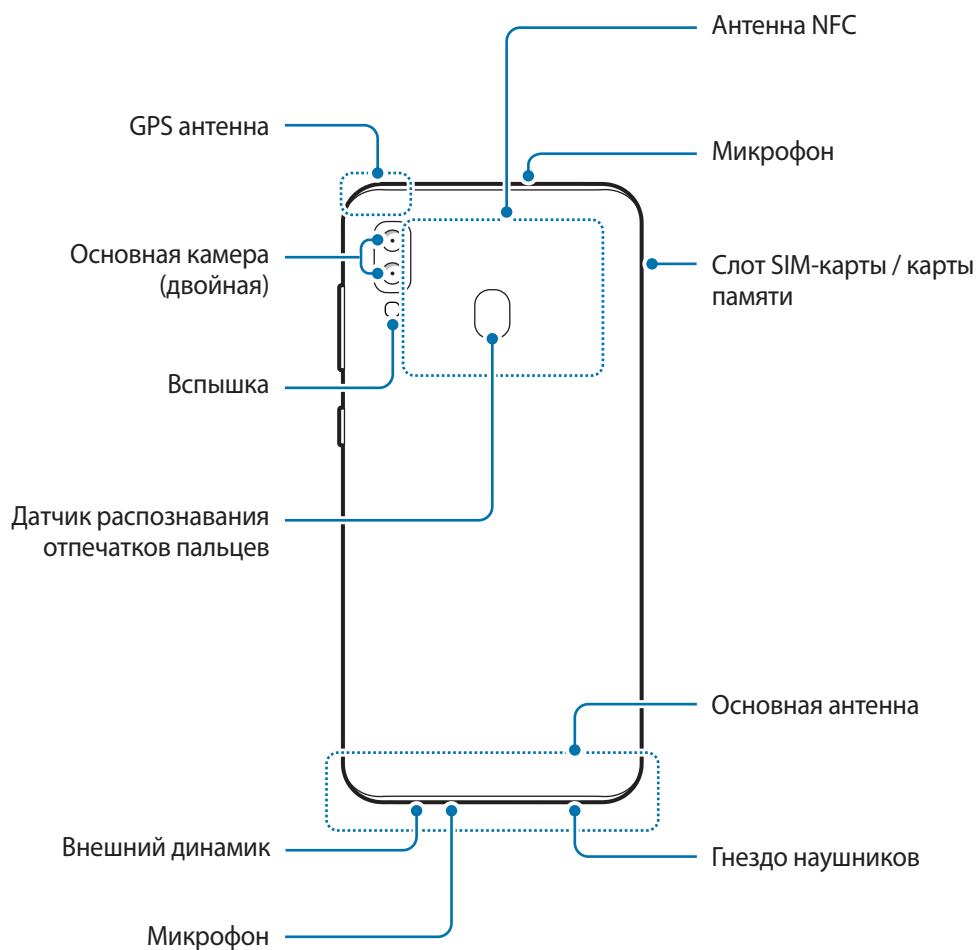 Антенна NFC
GPS антенна
Микрофон
Основная камера
(двойная)
Слот SIM-карты / карты
памяти
Вспышка
Датчик распознавания
отпечатков пальцев
Основная антенна
Внешний динамик
Гнездо наушников
Микрофон